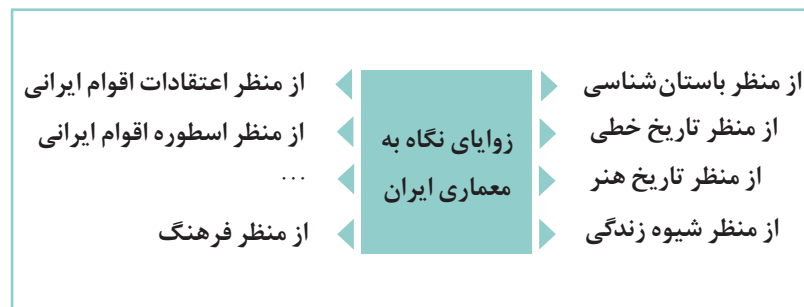 از منظر باستان‌شناسی
از منظر تاریخ خطی
از منظر تاریخ هنر
از منظر شیوه زندگی
زوایای نگاه به
معماری ایران
از منظر اعتقادات اقوام ایرانی
از منظر اسطوره اقوام ایرانی
...
از منظر فرهنگ